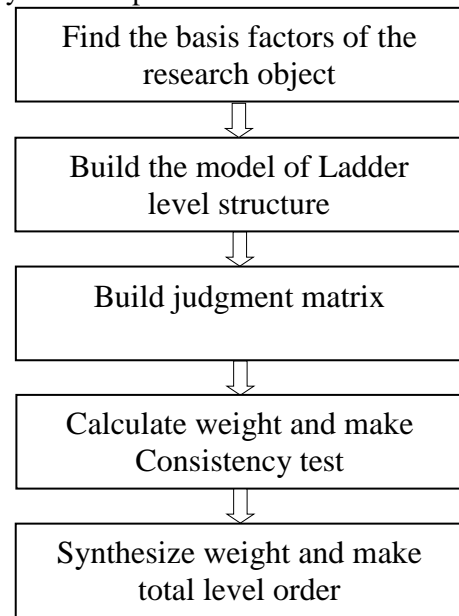 Find the basis factors of the
research object
Build the model of Ladder
level structure
Build judgment matrix
Calculate weight and make
Consistency test
Synthesize weight and make
total level order